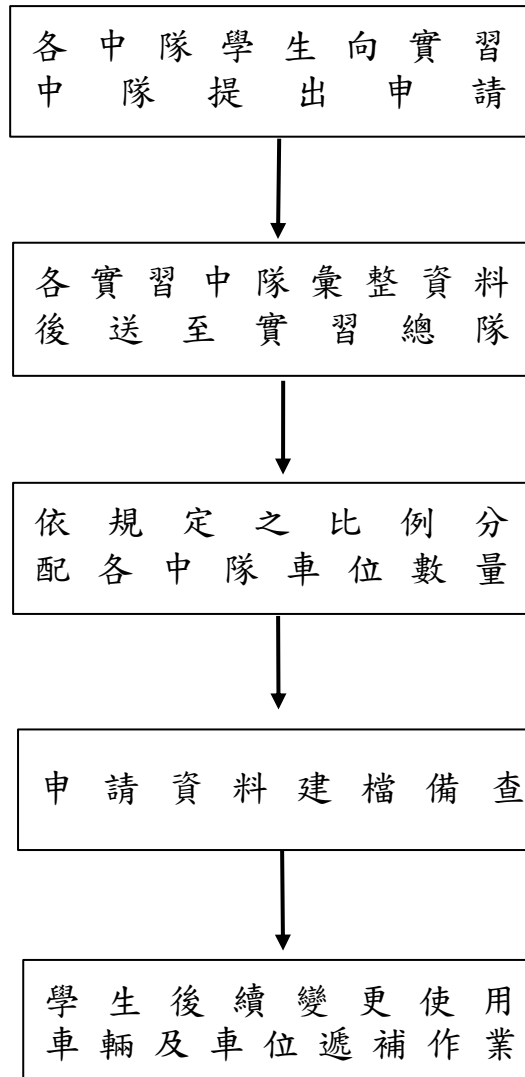 各中隊學生向實習
中隊提出申請
各實習中隊彙整資料
後送至實習總隊
依規定之比例分
配各中隊車位數量
申請資料建檔備查
學生後續變更使用
車輛及車位遞補作業